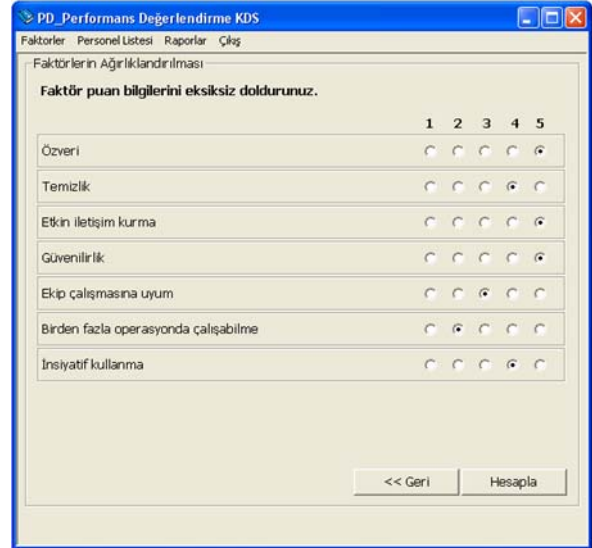 PD_Performans Değerlendirme KDS
Faktorler Personel Listesi Raporlar Çıkış
Faktörlerin Ağırlıklandırılması
Faktör puan bilgilerini eksiksiz doldurunuz.
1 2 3 4 5
Özveri
Temizlik
Etkin iletişim kurma
Güvenilirlik
Ekip çalışmasına uyum
Birden fazla operasyonda çalışabilme
İnsiyatif kullanma
<< Geri Hesapla